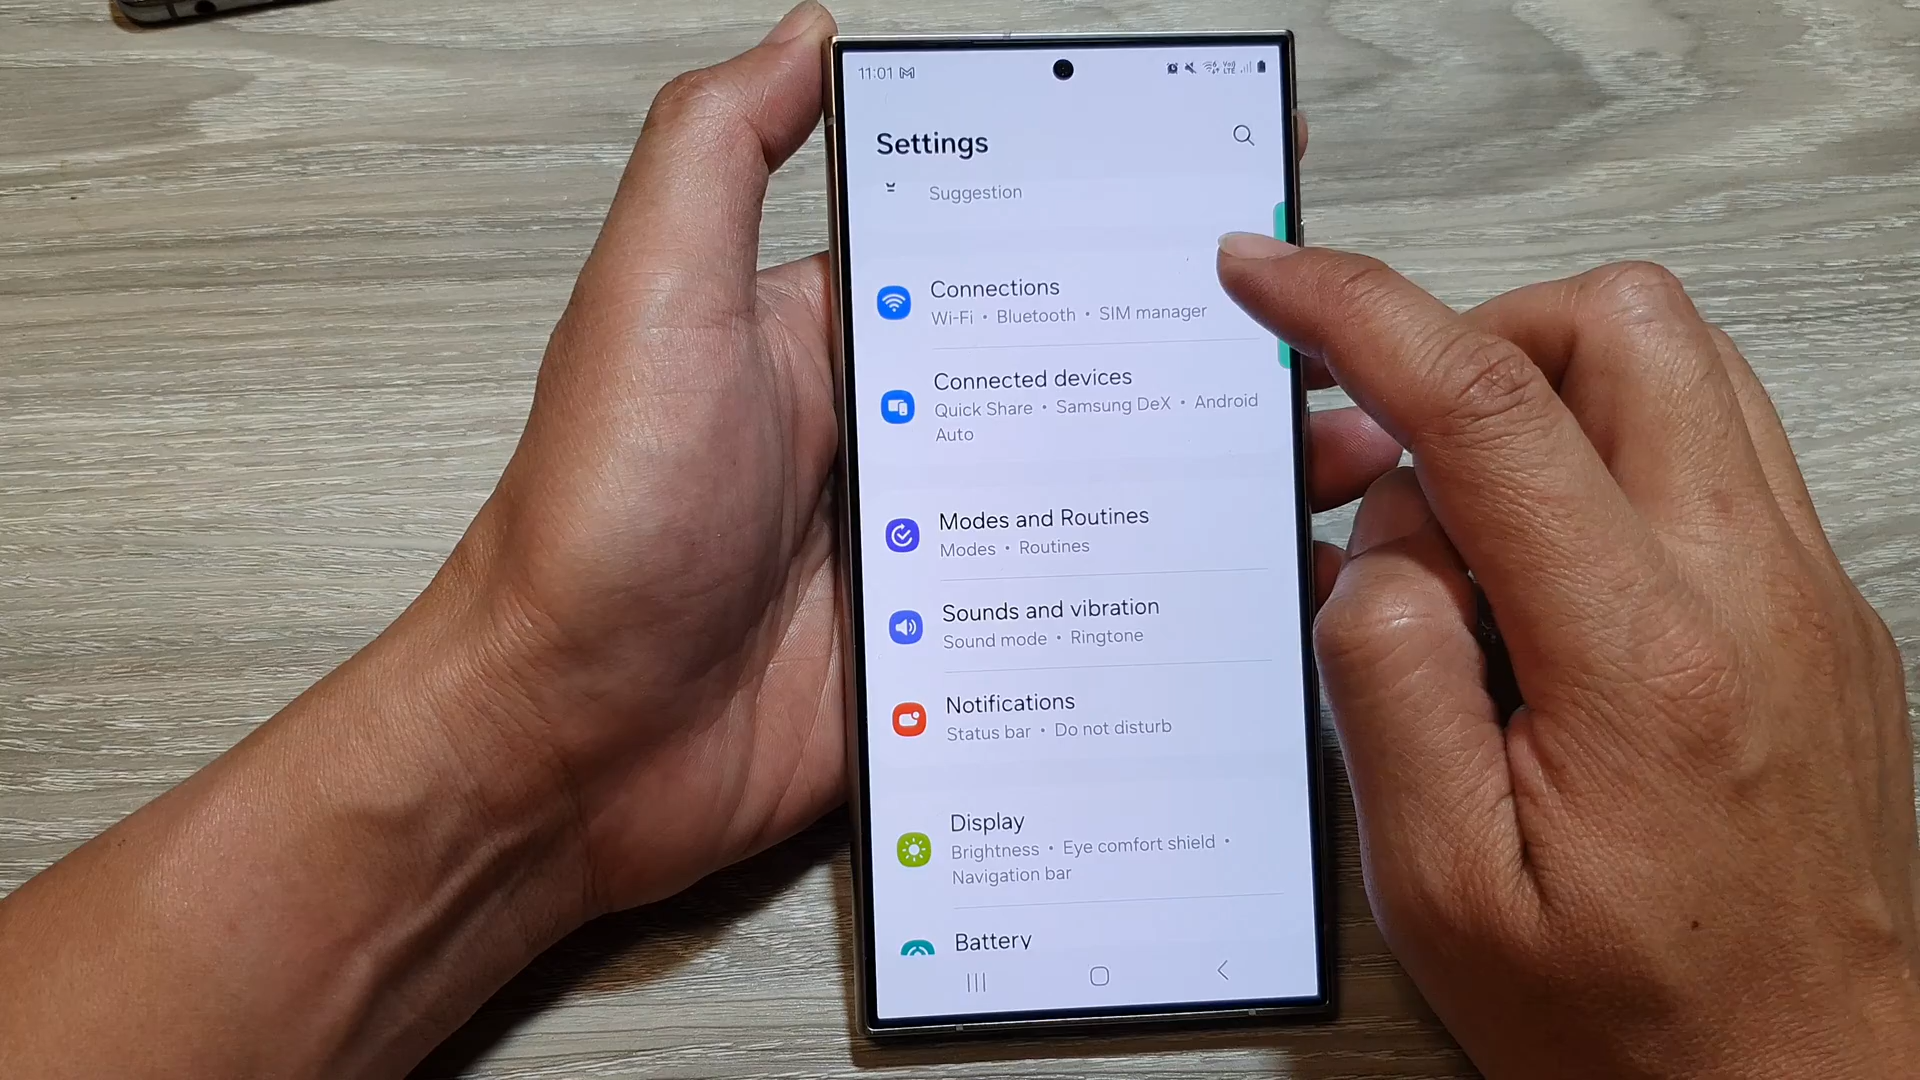 11:01
Settings
Suggestion
Connections
Wi-Fi • Bluetooth • SIM manager
Connected devices
Quick Share • Samsung DeX • Android
Auto
Modes and Routines
Modes • Routines
Sounds and vibration
Sound mode • Ringtone
Notifications
Status bar • Do not disturb
Display
Brightness • Eye comfort shield •
Navigation bar
Battery